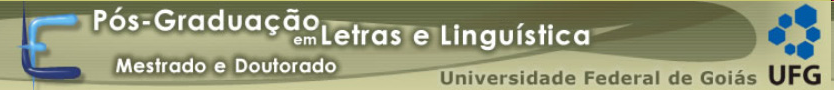 Pós-Graduação em Letras e Linguística
Mestrado e Doutorado
Universidade Federal de Goiás UFG